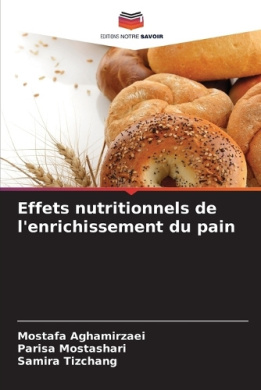 EDITIONS NOTRE SAVOIR
Effets nutritionnels de
l'enrichissement du pain
Mostafa Aghamirzaei
Parisa Mostashari
Samira Tizchang